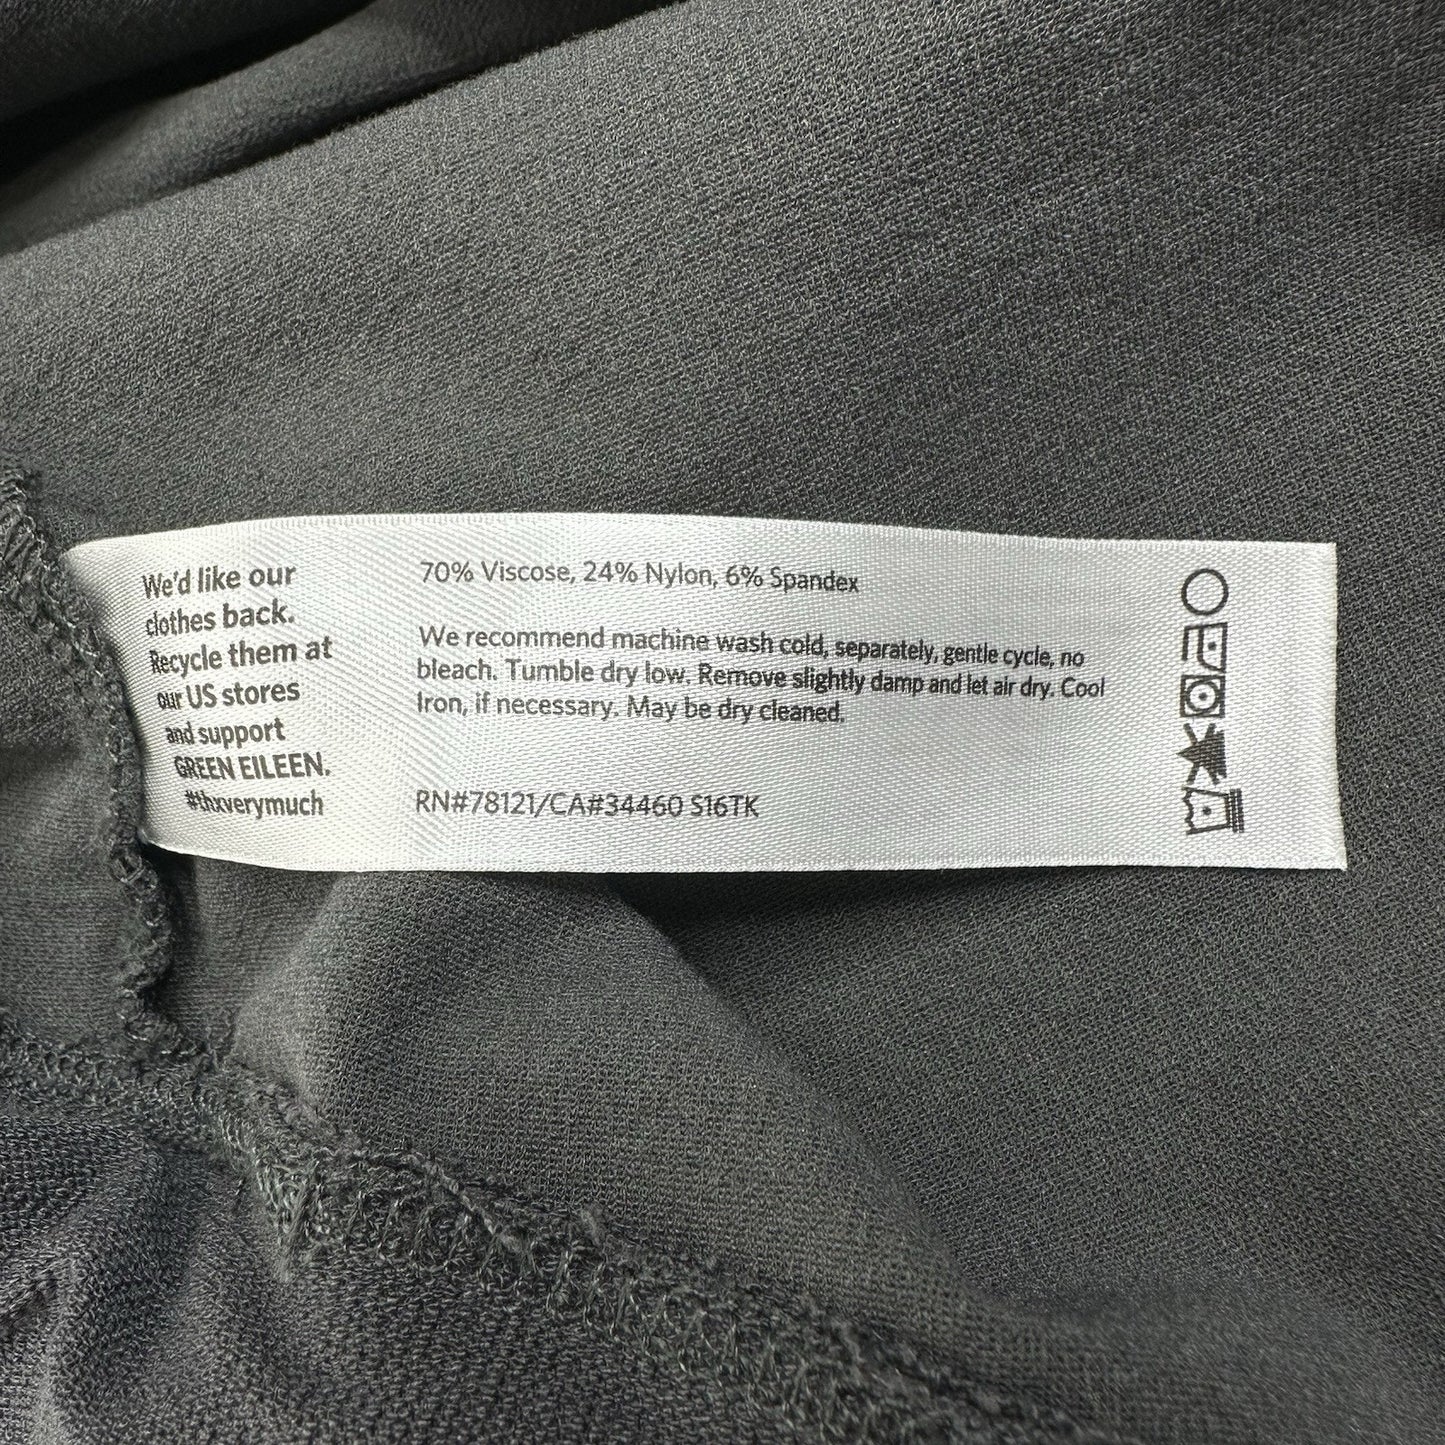 We'd like our
clothes back.
Recycle them at
our US stores
and support
GREEN EILEEN.
#thxverymuch
70% Viscose, 24% Nylon, 6% Spandex
We recommend machine wash cold, separately, gentle cycle, no
bleach. Tumble dry low. Remove slightly damp and let air dry. Cool
Iron, if necessary. May be dry cleaned.
RN#78121/CA#34460 S16TK